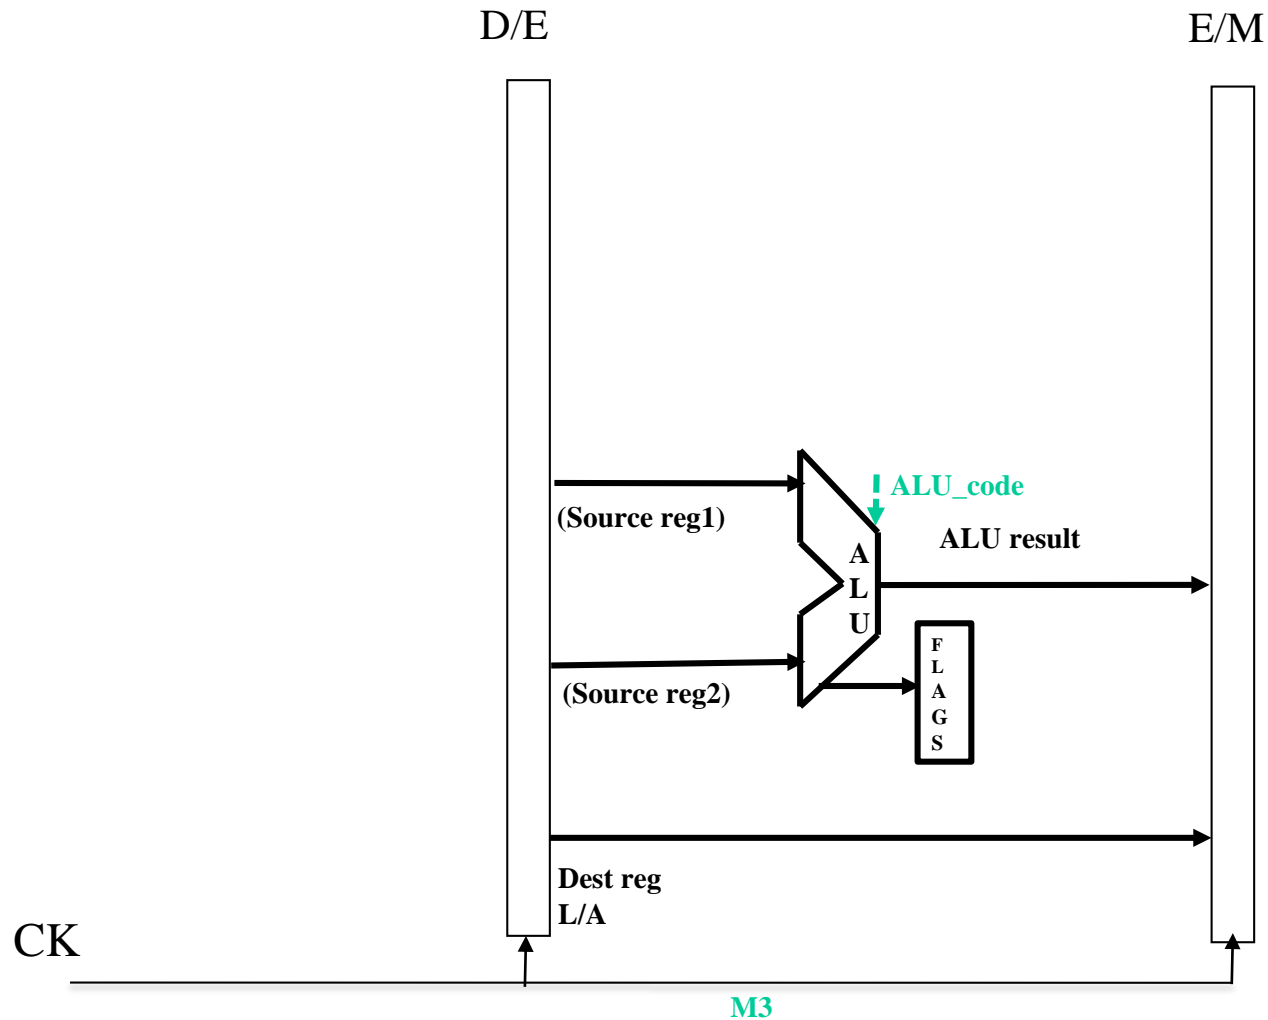 D/E
E/M
ALU_code
(Source reg1)
ALU result
A
L
U
F
L
A
G
S
(Source reg2)
Dest reg
L/A
CK
M3